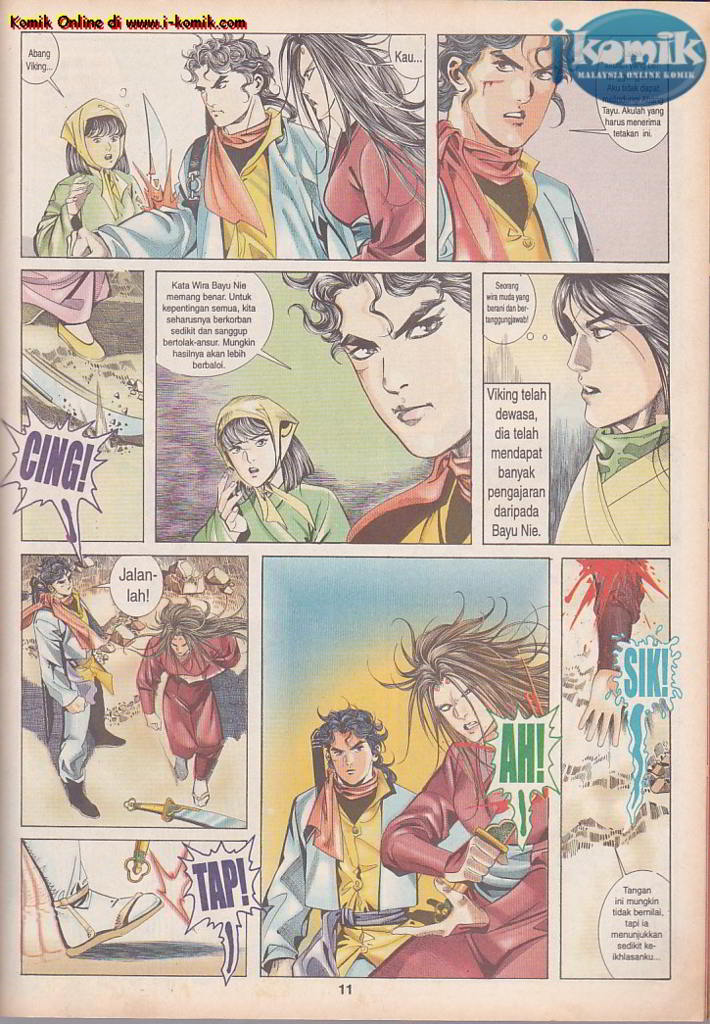 Komik Online di www.i-komik.com
ikomik
MALAYSIA ONLINE KOMIK
Abang
Viking...
Kau...
Aku tidak dapat
Tayu. Akulah yang
harus menerima
tetakan ini.
Kata Wira Bayu Nie
memang benar. Untuk
kepentingan semua, kita
seharusnya berkorban
sedikit dan sanggup
bertolak-ansur. Mungkin
hasilnya akan lebih
berbaloi.
Seorang
wira muda yang
berani dan ber-
tanggungjawab!
Viking telah
dewasa,
dia telah
mendapat
banyak
pengajaran
daripada
Bayu Nie.
CING!
Jalan-
lah!
AH!
SIK!
TAP!
Tangan
ini mungkin
tidak bernilai,
tapi ia
menunjukkan
sedikit ke-
ikhlasanku...
11